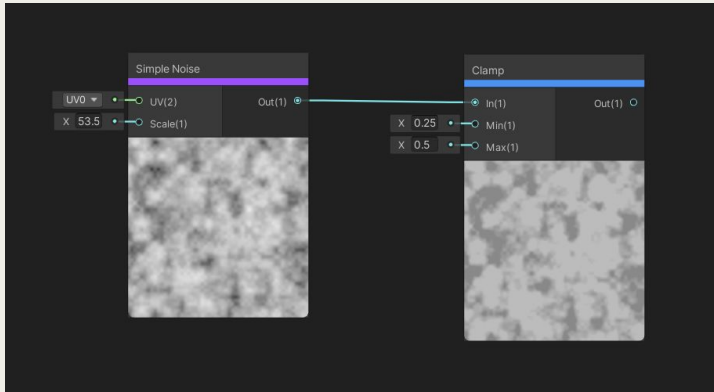 Simple Noise
UV0
UV(2)
Out(1)
X 53.5
Scale(1)
Clamp
In(1)
Out(1)
X 0.25
Min(1)
X 0.5
Max(1)